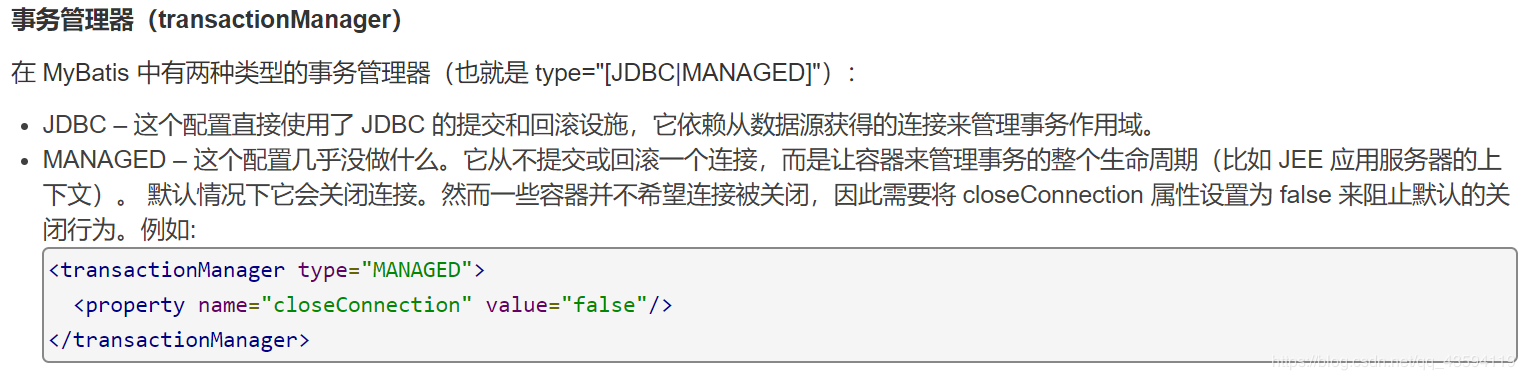 事务管理器（transactionManager）
在 MyBatis 中有两种类型的事务管理器（也就是 type="[JDBC|MANAGED]"）：
• JDBC – 这个配置直接使用了 JDBC 的提交和回滚设施，它依赖从数据源获得的连接来管理事务作用域。
• MANAGED – 这个配置几乎没做什么。它从不提交或回滚一个连接，而是让容器来管理事务的整个生命周期（比如 JEE 应用服务器的上
下文）。 默认情况下它会关闭连接。然而一些容器并不希望连接被关闭，因此需要将 closeConnection 属性设置为 false 来阻止默认的关
闭行为。例如:
<transactionManager type="MANAGED">
  <property name="closeConnection" value="false"/>
</transactionManager>
https://blog.csdn.net/qq_43594119